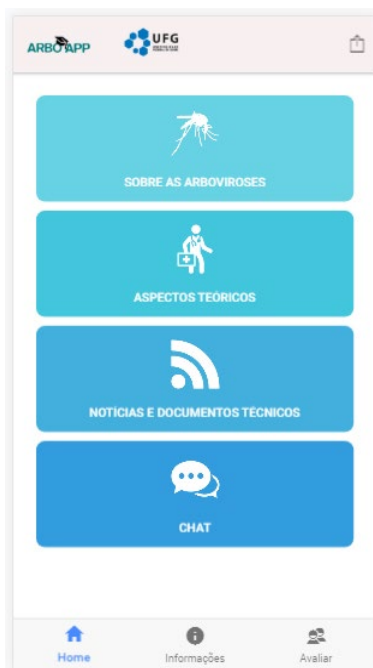 ARBOAPP
UFG
SOBRE AS ARBOVIROSES
ASPECTOS TEÓRICOS
NOTÍCIAS E DOCUMENTOS TÉCNICOS
CHAT
Home
Informações
Avaliar